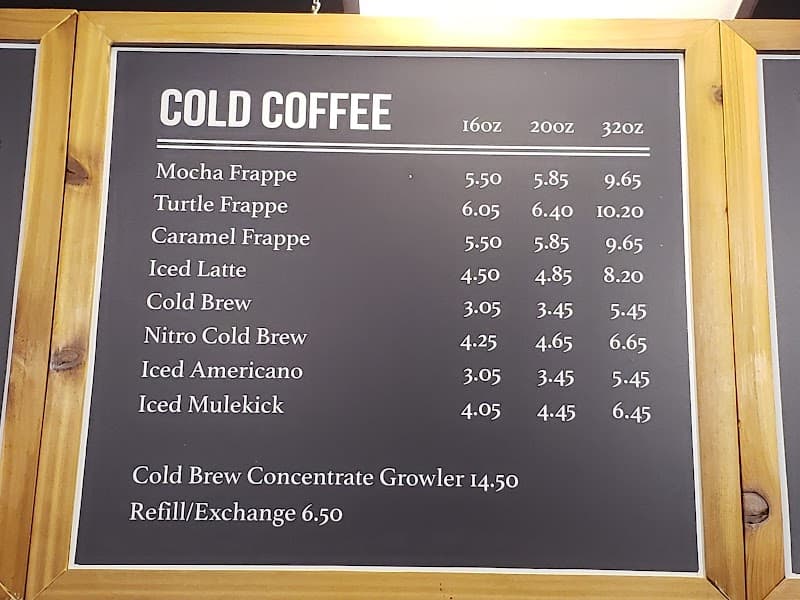 COLD COFFEE 16oz 20oz 32oz
Mocha Frappe 5.50 5.85 9.65
Turtle Frappe 6.05 6.40 10.20
Caramel Frappe 5.50 5.85 9.65
Iced Latte 4.50 4.85 8.20
Cold Brew 3.05 3.45 5.45
Nitro Cold Brew 4.25 4.65 6.65
Iced Americano 3.05 3.45 5.45
Iced Mulekick 4.05 4.45 6.45
Cold Brew Concentrate Growler 14.50
Refill/Exchange 6.50